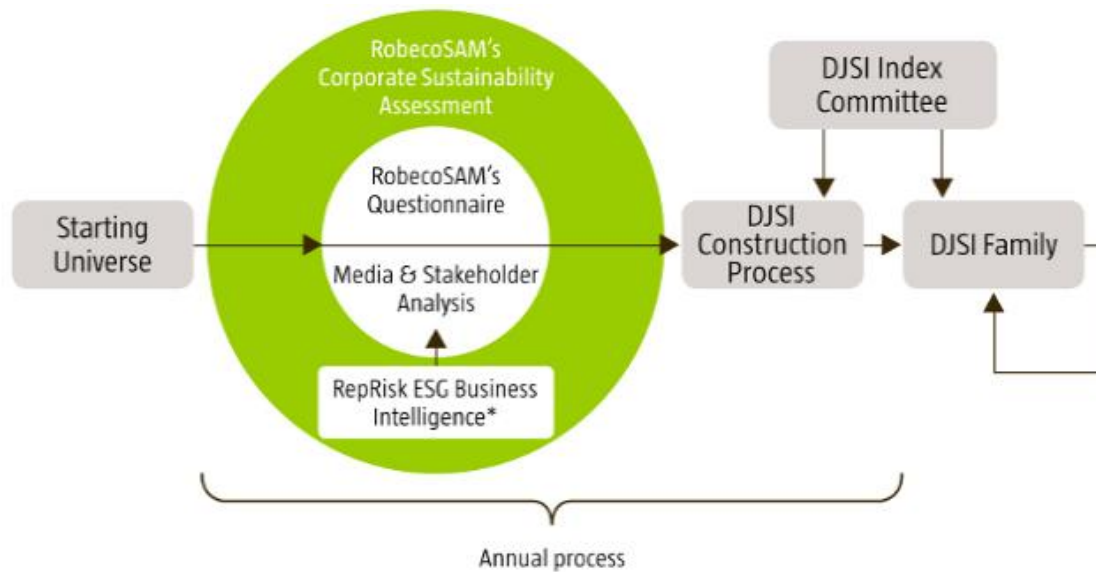 RobecoSAM's
Corporate Sustainability
Assessment
DJSI Index
Committee
RobecoSAM's
Questionnaire
Starting
Universe
DJSI
Construction
Process
DJSI Family
Media & Stakeholder
Analysis
RepRisk ESG Business
Intelligence*
Annual process